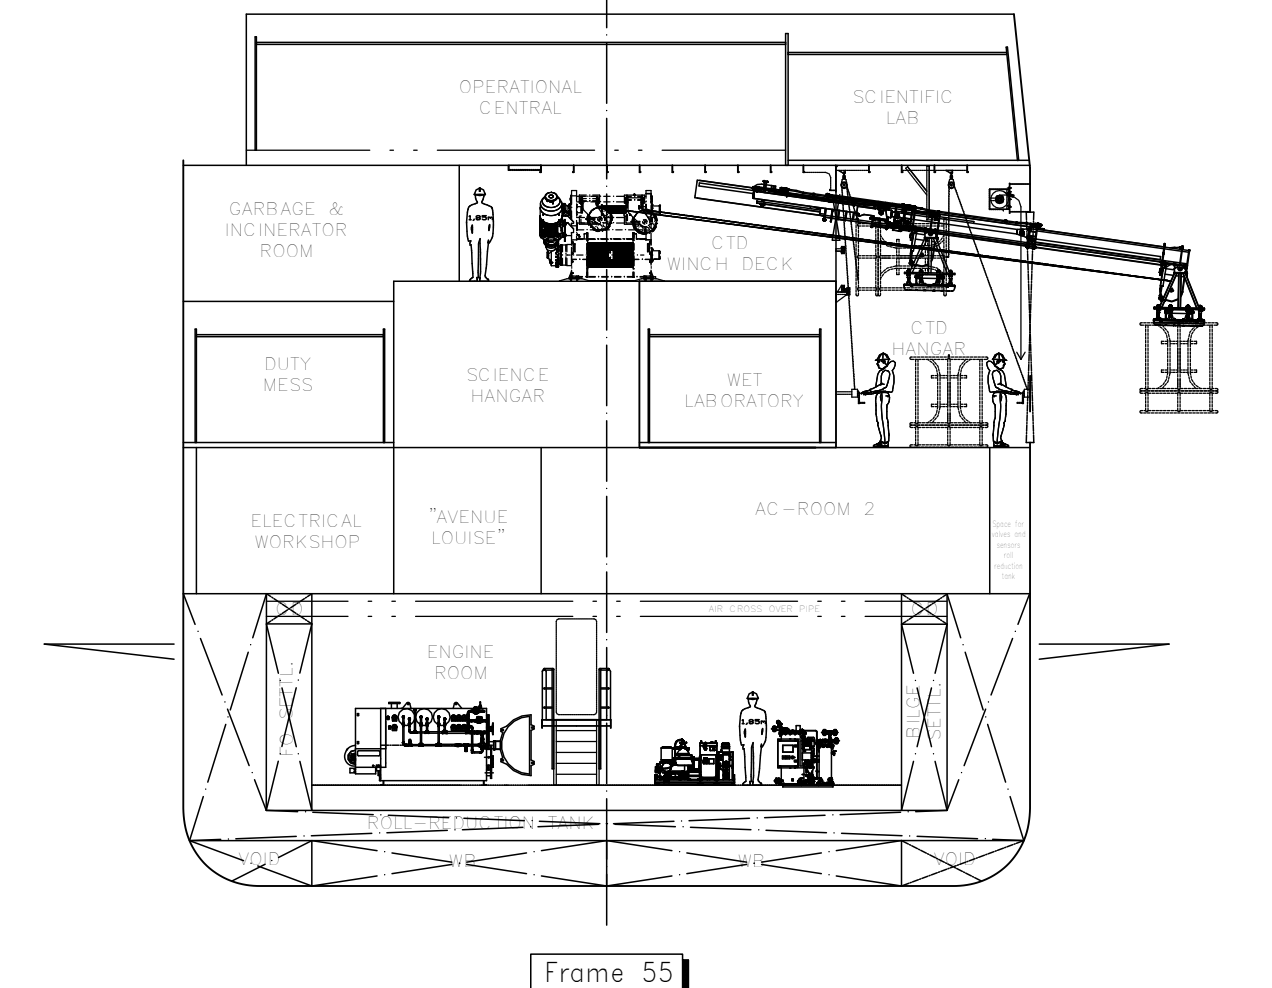 OPERATIONAL
CENTRAL
SCIENTIFIC
LAB
GARBAGE &
INCINERATOR
ROOM
1,85m
CTD
WINCH DECK
CTD
HANGAR
DUTY
MESS
SCIENCE
HANGAR
WET
LABORATORY
ELECTRICAL
WORKSHOP
"AVENUE
LOUISE"
AC-ROOM 2
Space for
valves and
sensors
roll
reduction
tank
AIR CROSS OVER PIPE
ENGINE
ROOM
FO SETTL.
1,85m
BILGE
SETTL.
ROLL-REDUCTION TANK
VOID
WB
WB
VOID
Frame 55